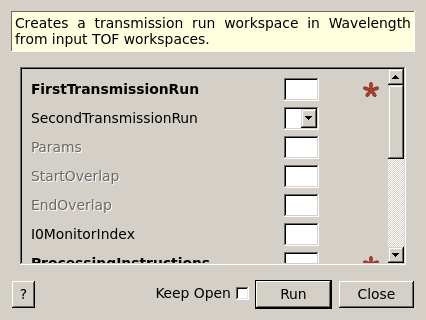 Creates a transmission run workspace in Wavelength
from input TOF workspaces.
FirstTransmissionRun
SecondTransmissionRun
Params
StartOverlap
EndOverlap
I0MonitorIndex
ProcessingInstructions
? Keep Open Run Close